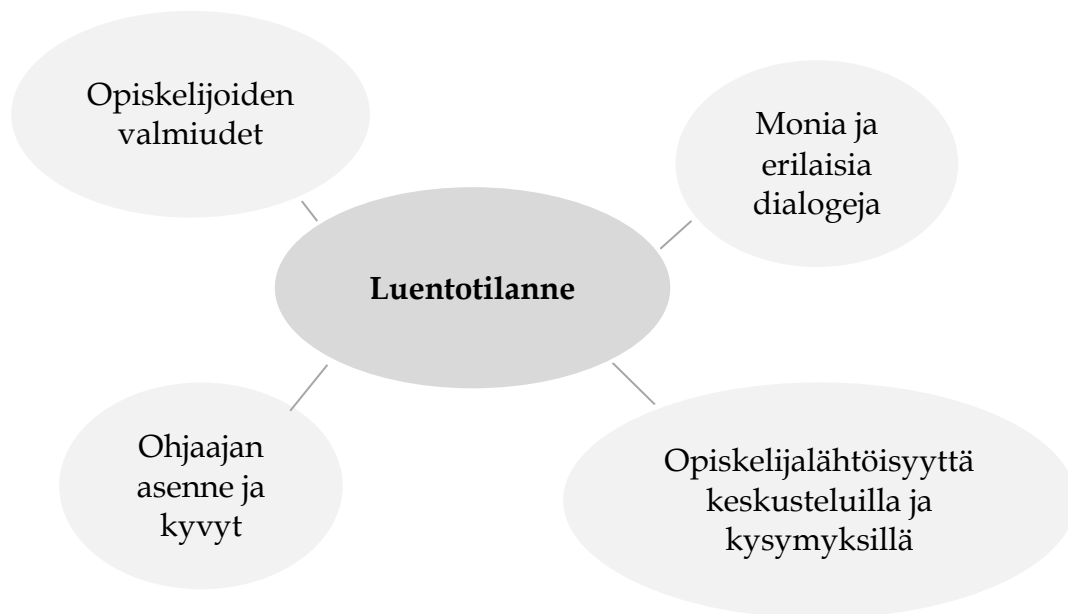 Opiskelijoiden
valmiudet
Monia ja
erilaisia
dialogeja
Luentotilanne
Ohjaajan
asenne ja
kyvyt
Opiskelijalähtöisyyttä
keskusteluilla ja
kysymyksillä